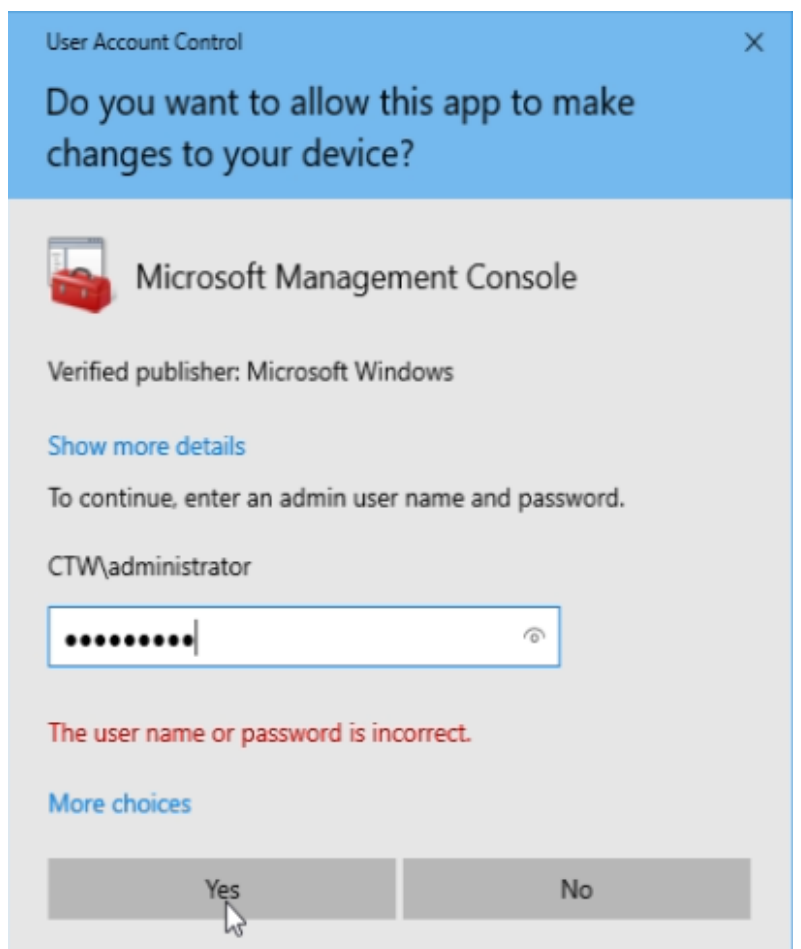 User Account Control
Do you want to allow this app to make
changes to your device?
Microsoft Management Console
Verified publisher: Microsoft Windows
Show more details
To continue, enter an admin user name and password.
CTW\administrator
●●●●●●●●●
The user name or password is incorrect.
More choices
Yes
No